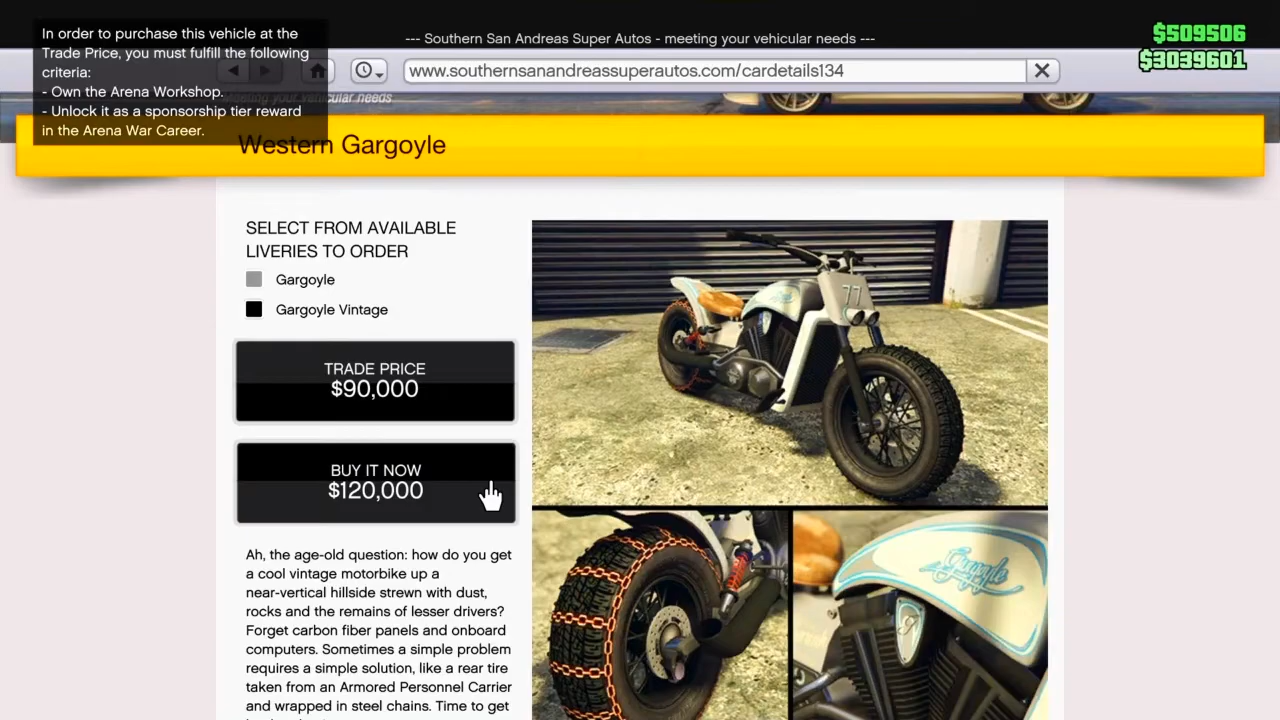 In order to purchase this vehicle at the
Trade Price, you must fulfill the following
criteria:
- Own the Arena Workshop.
- Unlock it as a sponsorship tier reward
in the Arena War Career.
--- Southern San Andreas Super Autos - meeting your vehicular needs ---
$509506
$3039601
www.southernsanandreassuperautos.com/cardetails134
Meeting your vehicular needs
Western Gargoyle
SELECT FROM AVAILABLE
LIVERIES TO ORDER
Gargoyle
Gargoyle Vintage
TRADE PRICE
$90,000
BUY IT NOW
$120,000
77
Gargoyle
Ah, the age-old question: how do you get
a cool vintage motorbike up a
near-vertical hillside strewn with dust,
rocks and the remains of lesser drivers?
Forget carbon fiber panels and onboard
computers. Sometimes a simple problem
requires a simple solution, like a rear tire
taken from an Armored Personnel Carrier
and wrapped in steel chains. Time to get